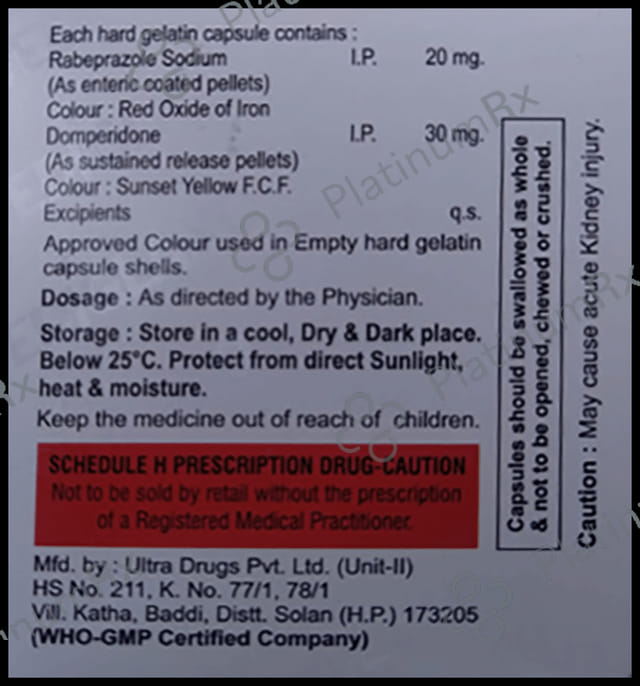 Each hard gelatin capsule contains :
Rabeprazole Sodium I.P. 20 mg.
(As enteric coated pellets)
Colour : Red Oxide of Iron
Domperidone I.P. 30 mg.
(As sustained release pellets)
Colour : Sunset Yellow F.C.F.
Excipients q.s.
Approved Colour used in Empty hard gelatin
capsule shells.
Dosage : As directed by the Physician.
Storage : Store in a cool, Dry & Dark place.
Below 25°C. Protect from direct Sunlight,
heat & moisture.
Keep the medicine out of reach of children.
SCHEDULE H PRESCRIPTION DRUG-CAUTION
Not to be sold by retail without the prescription
of a Registered Medical Practitioner.
Mfd. by : Ultra Drugs Pvt. Ltd. (Unit-II)
HS No. 211, K. No. 77/1, 78/1
Vill. Katha, Baddi, Distt. Solan (H.P.) 173205
(WHO-GMP Certified Company)
Capsules should be swallowed as whole
& not to be opened, chewed or crushed.
Caution : May cause acute Kidney injury.
PlatinumRx
PlatinumRx